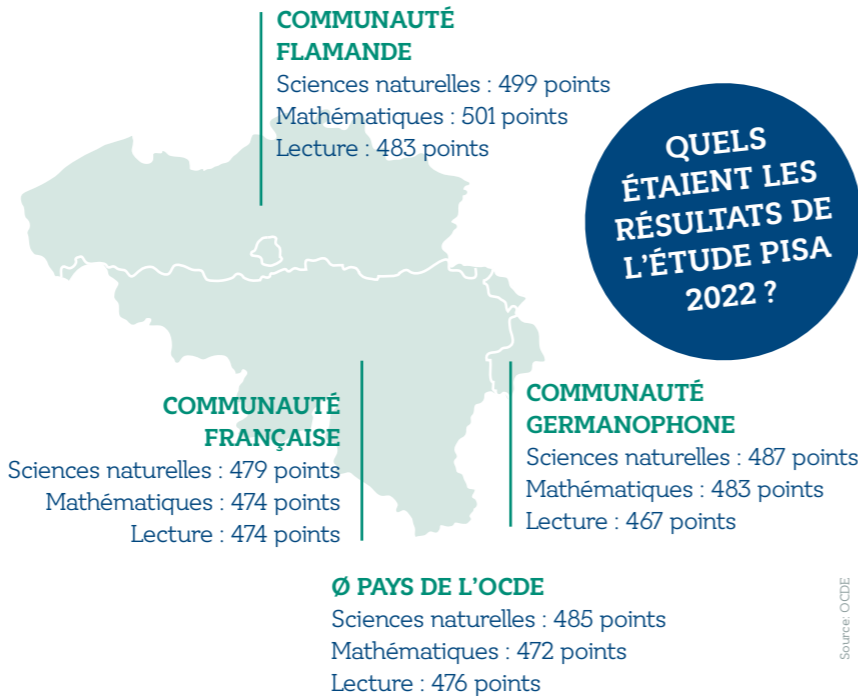 COMMUNAUTÉ
FLAMANDE
Sciences naturelles : 499 points
Mathématiques : 501 points
Lecture : 483 points
QUELS
ÉTAIENT LES
RÉSULTATS DE
L'ÉTUDE PISA
2022 ?
COMMUNAUTÉ
FRANÇAISE
Sciences naturelles : 479 points
Mathématiques : 474 points
Lecture : 474 points
COMMUNAUTÉ
GERMANOPHONE
Sciences naturelles : 487 points
Mathématiques : 483 points
Lecture : 467 points
Ø PAYS DE L'OCDE
Sciences naturelles : 485 points
Mathématiques : 472 points
Lecture : 476 points
Source: OCDE